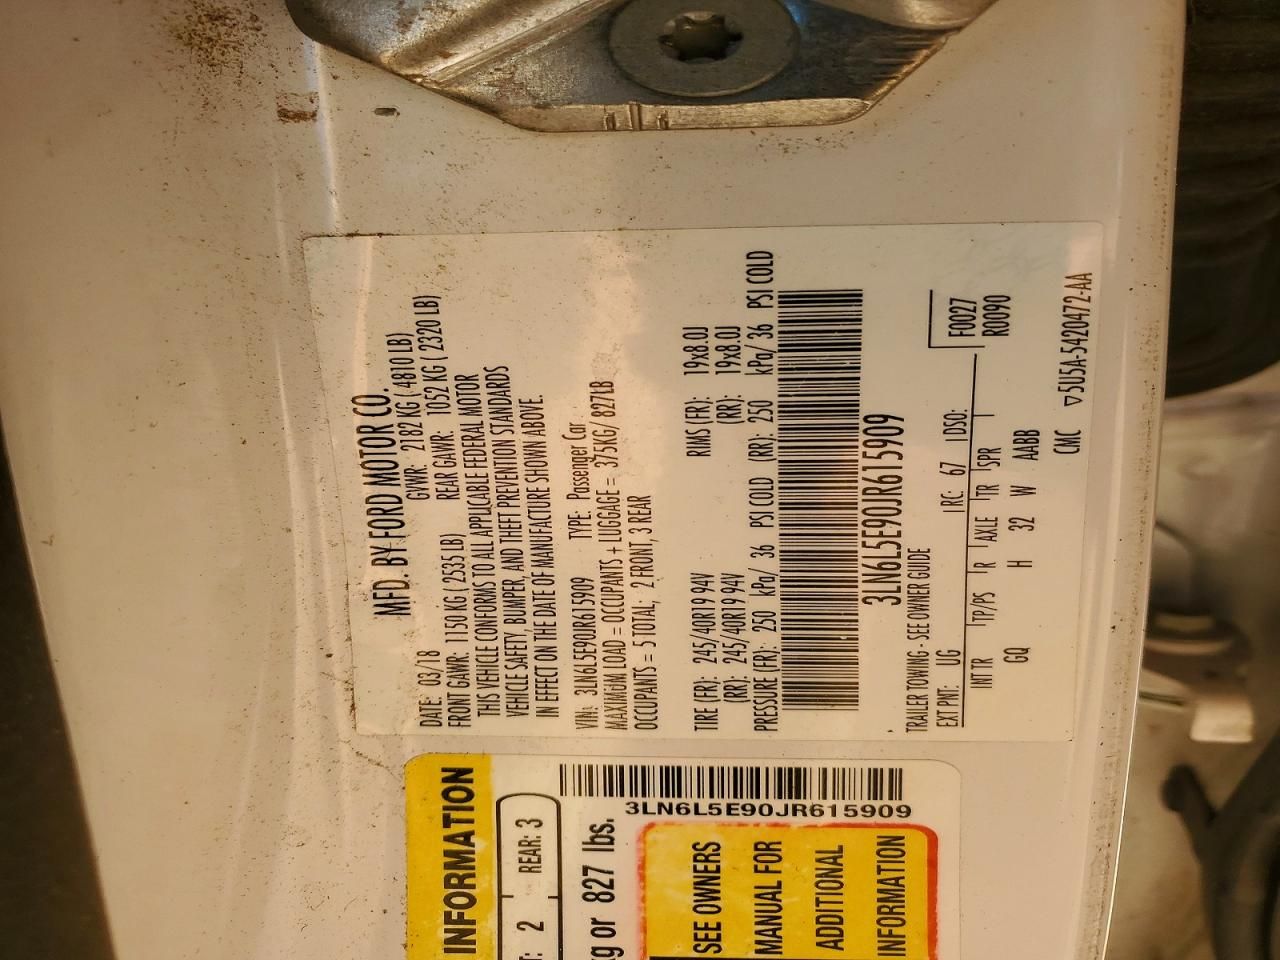 MFD. BY FORD MOTOR CO.
DATE: 03/18 GVWR: 2182 KG ( 4810 LB)
FRONT GAWR: 1150 KG ( 2535 LB) REAR GAWR: 1052 KG ( 2320 LB)
THIS VEHICLE CONFORMS TO ALL APPLICABLE FEDERAL MOTOR
VEHICLE SAFETY, BUMPER, AND THEFT PREVENTION STANDARDS
IN EFFECT ON THE DATE OF MANUFACTURE SHOWN ABOVE.
VIN: 3LN6L5E90JR615909 TYPE: Passenger Car
MAXIMUM LOAD = OCCUPANTS + LUGGAGE = 375KG/ 827LB
OCCUPANTS = 5 TOTAL, 2 FRONT, 3 REAR
TIRE (FR): 245/40R19 94V RIMS (FR): 19x8.0J
(RR): 245/40R19 94V (RR): 19x8.0J
PRESSURE (FR): 250 kPa/ 36 PSI COLD (RR): 250 kPa/ 36 PSI COLD
3LN6L5E90JR615909
TRAILER TOWING - SEE OWNER GUIDE
F0027
EXT PNT: UG RC: 67 DSO: R0090
INT TR TP/PS R AXLE TR SPR
GQ H 32 W AABB
CMC ▽5U5A-5420472-AA
INFORMATION
T: 2 REAR: 3
kg or 827 lbs.
3LN6L5E90JR615909
SEE OWNERS
MANUAL FOR
ADDITIONAL
INFORMATION